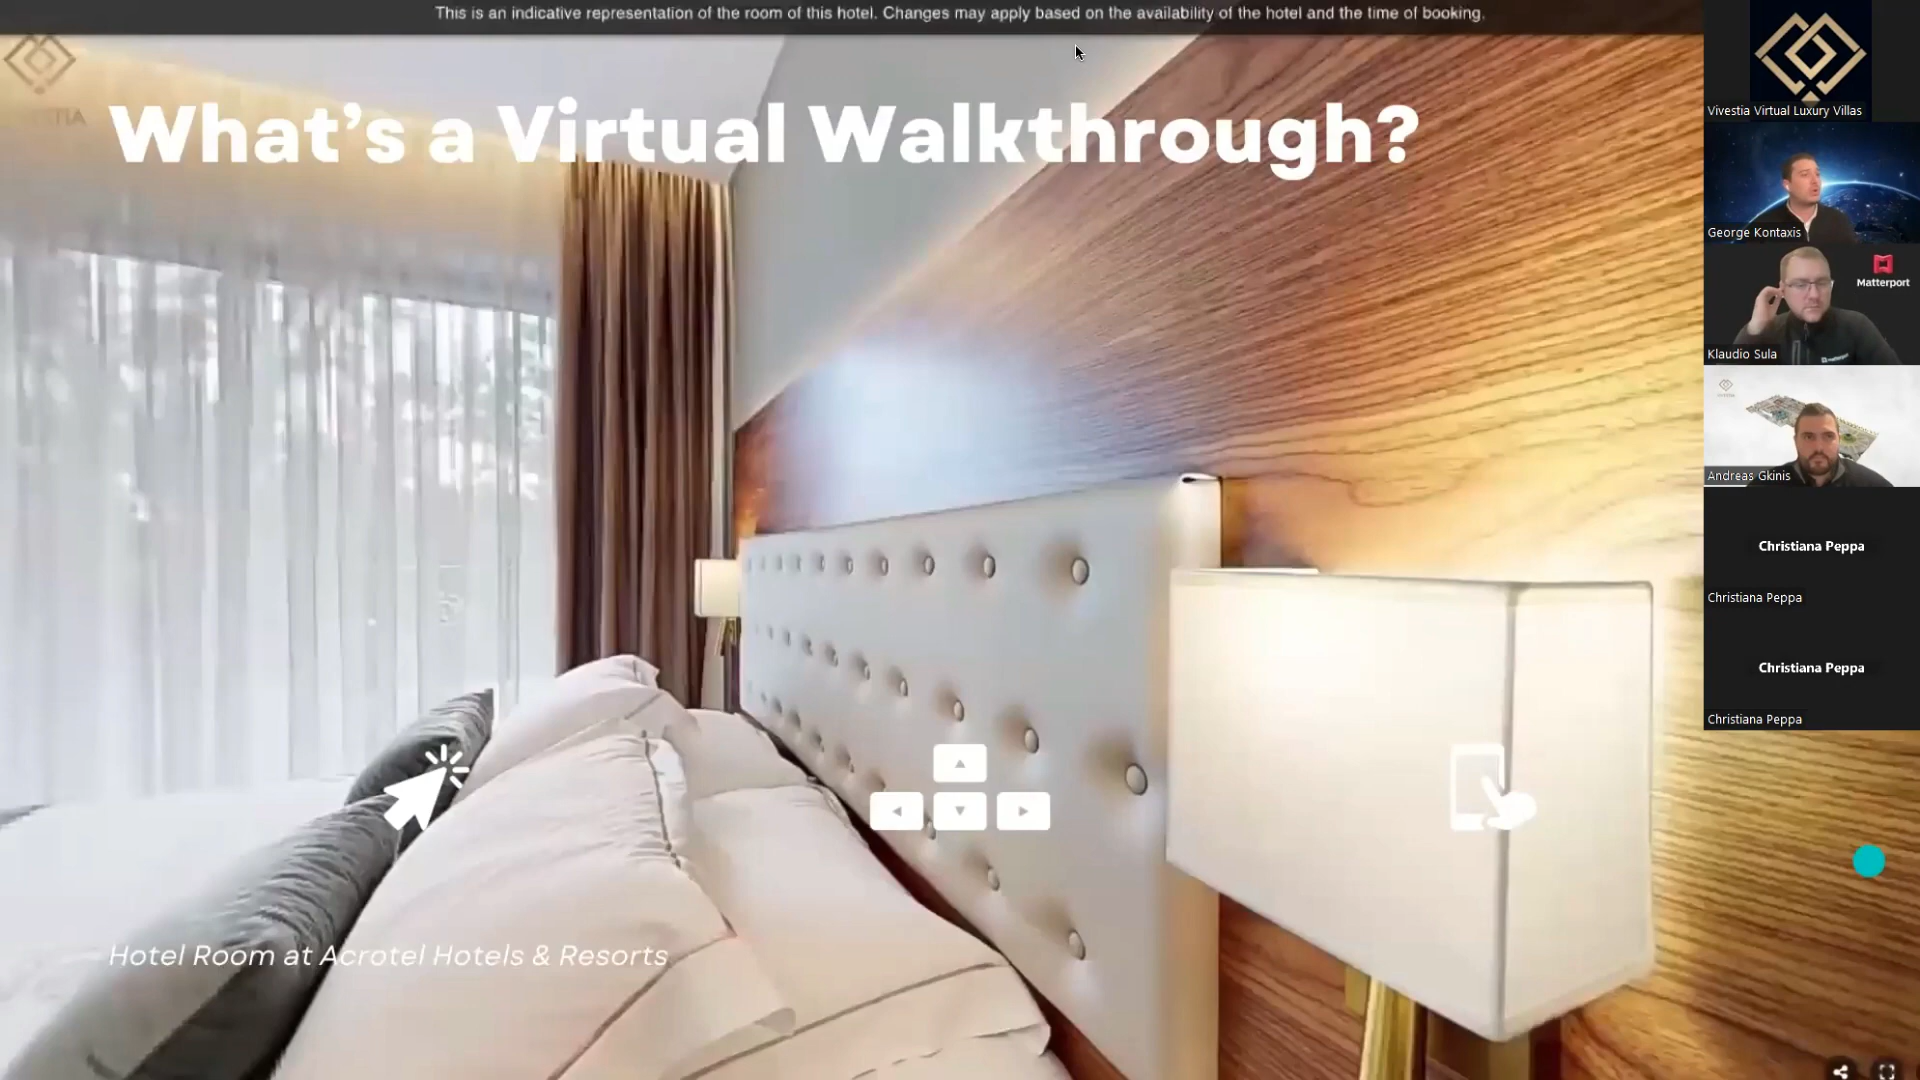 This is an indicative representation of the room of this hotel. Changes may apply based on the availability of the hotel and the time of booking.
What's a Virtual Walkthrough?
Hotel Room at Acrotel Hotels & Resorts
Vivestia Virtual Luxury Villas
George Kontaxis
Matterport
Klaudio Sula
Andreas Gkinis
Christiana Peppa
Christiana Peppa
Christiana Peppa
Christiana Peppa